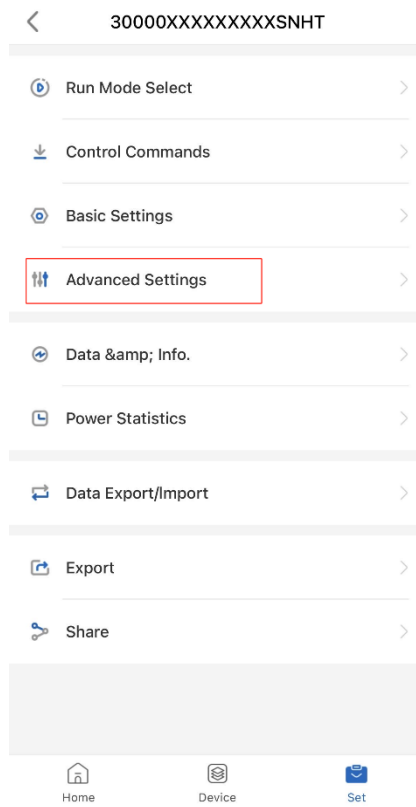 30000XXXXXXXXXSNHT
Run Mode Select
Control Commands
Basic Settings
Advanced Settings
Data &amp; Info.
Power Statistics
Data Export/Import
Export
Share
Home
Device
Set